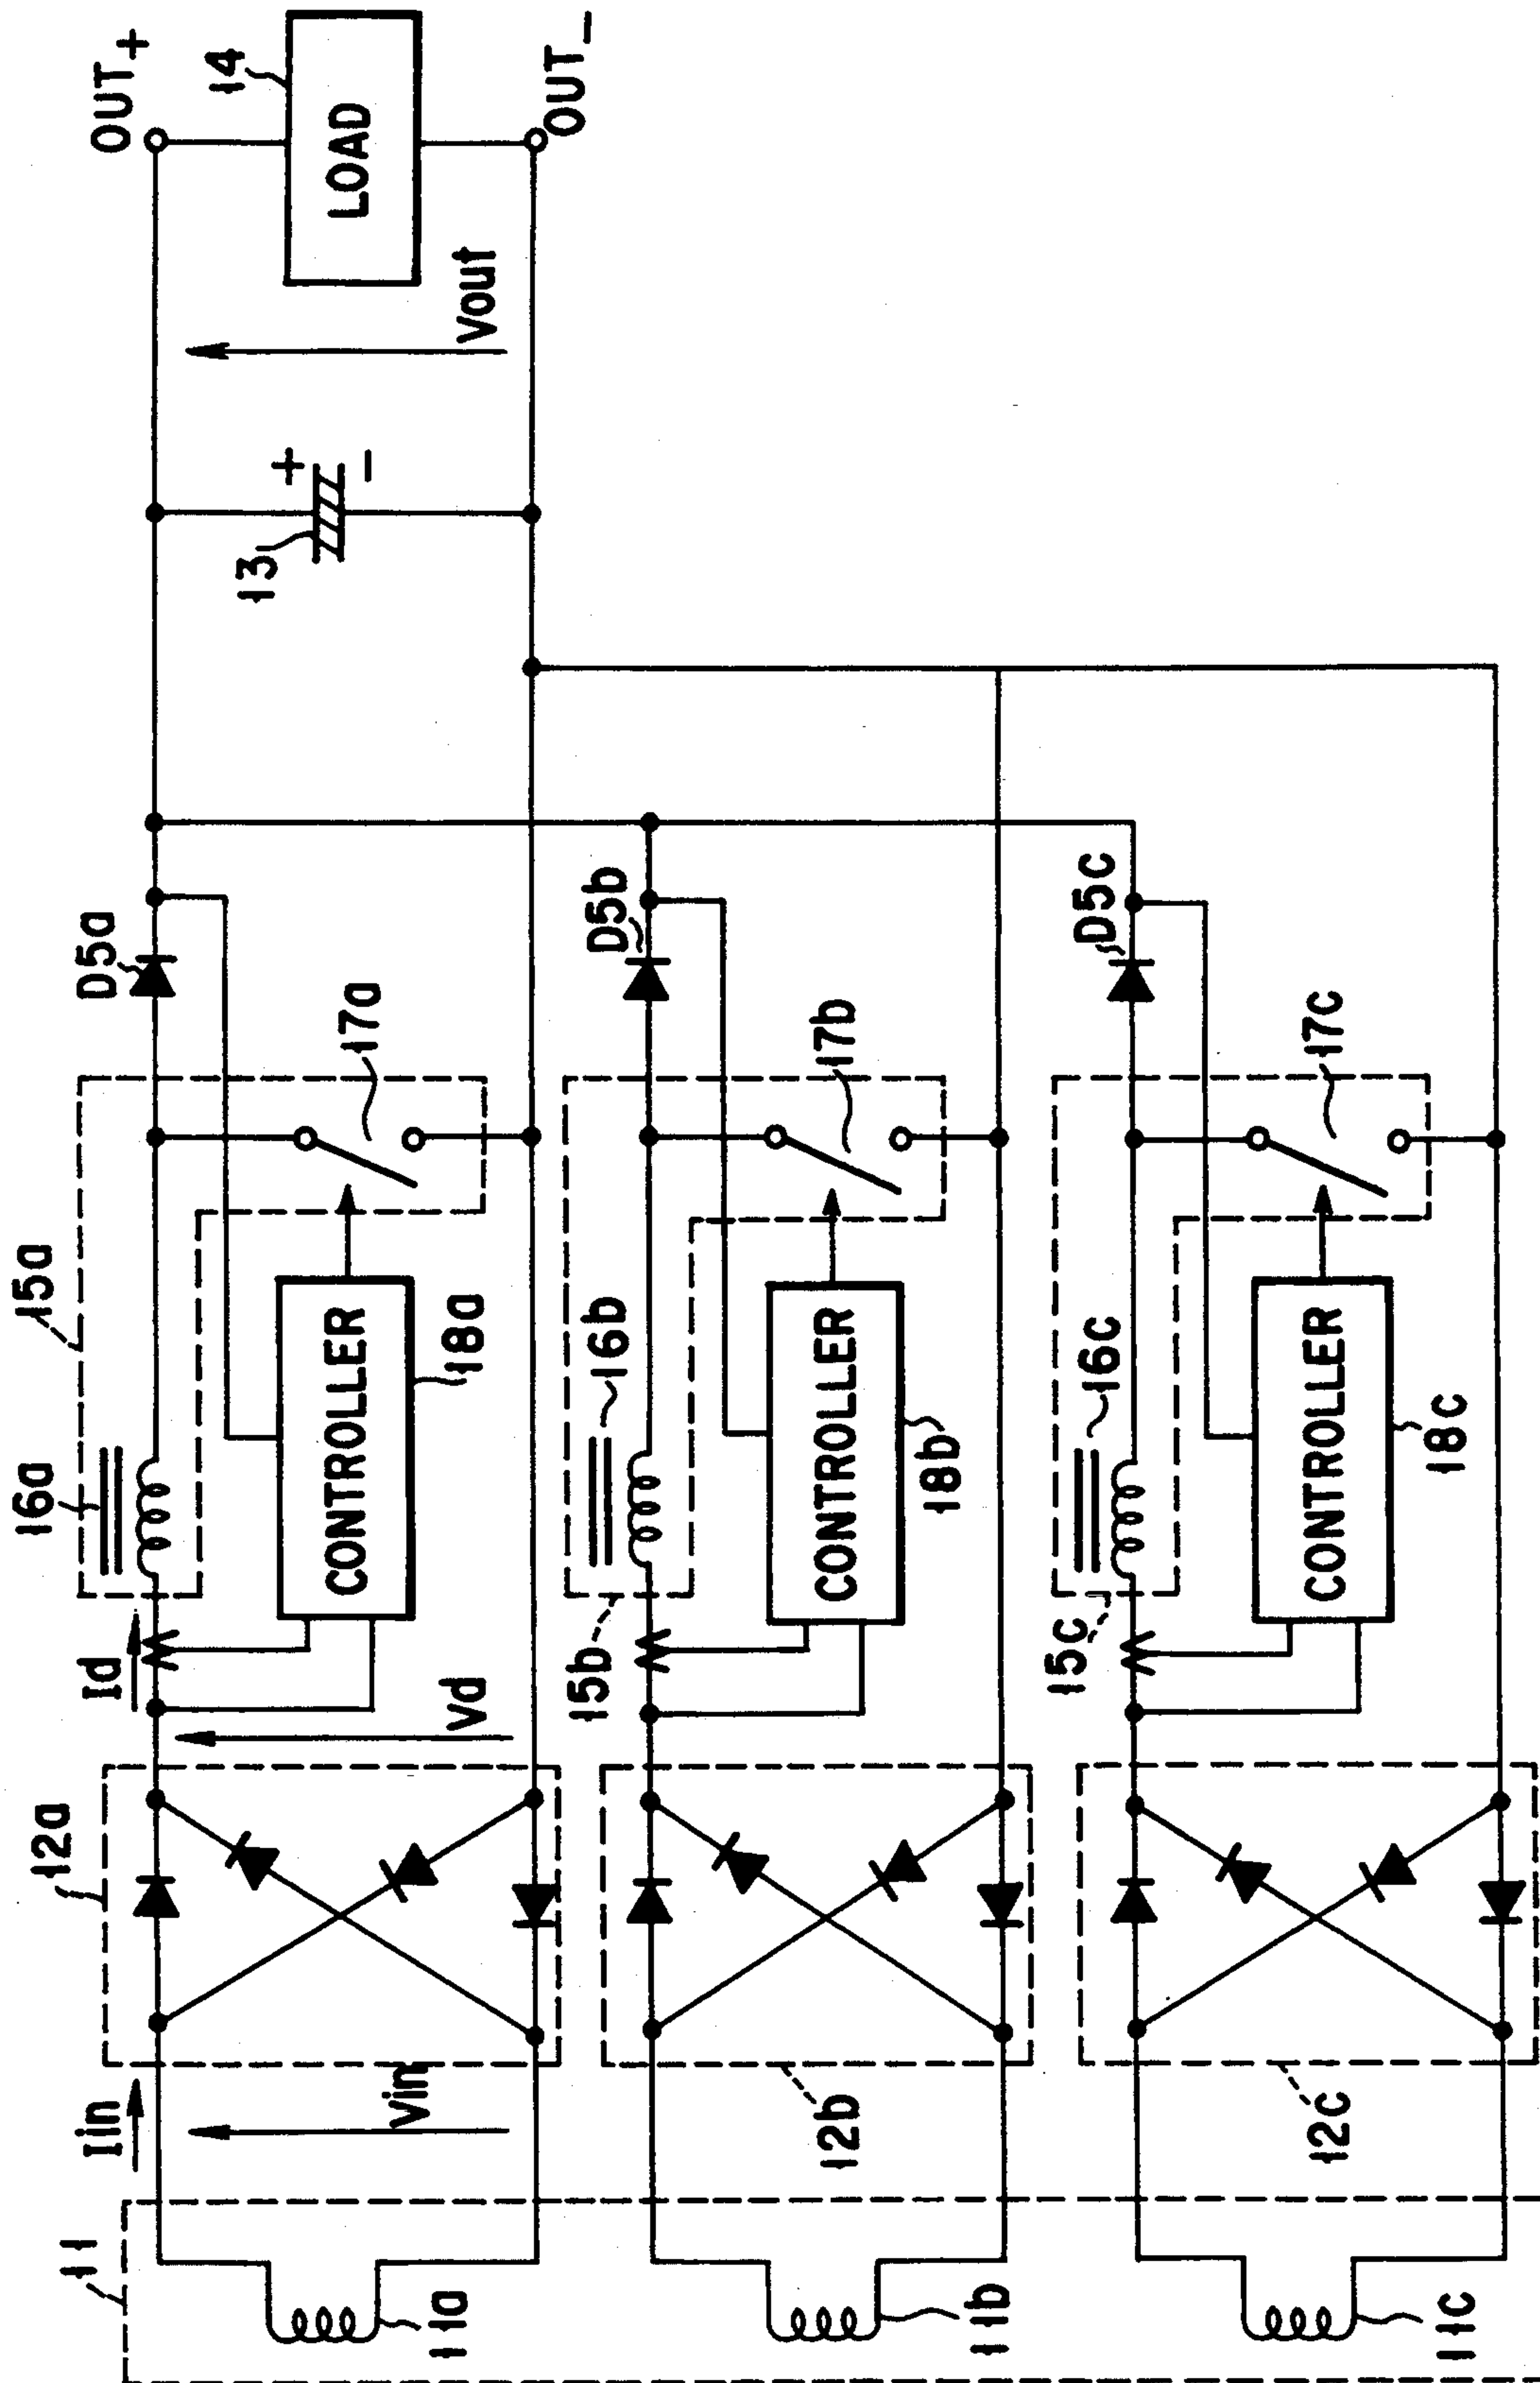 OUT+
14
LOAD
OUT−
Vout
+
−
13
D5a
17a
15a
16a
CONTROLLER
18a
Id
Vd
12a
Iin
Vin
11
11a
D5b
17b
16b
CONTROLLER
18b
15b
12b
11b
D5c
17c
16c
CONTROLLER
18c
15c
12c
11c